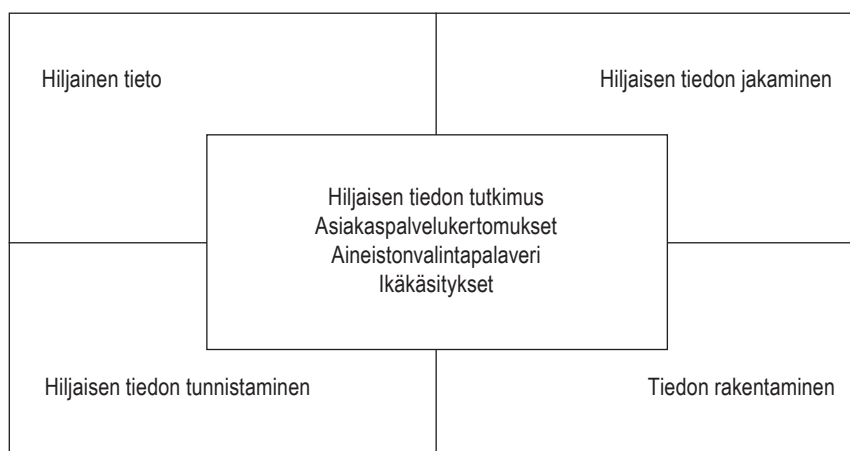 Hiljainen tieto
Hiljaisen tiedon jakaminen
Hiljaisen tiedon tutkimus
Asiakaspalvelukertomukset
Aineistonvalintapalaveri
Ikäkäsitykset
Hiljaisen tiedon tunnistaminen
Tiedon rakentaminen